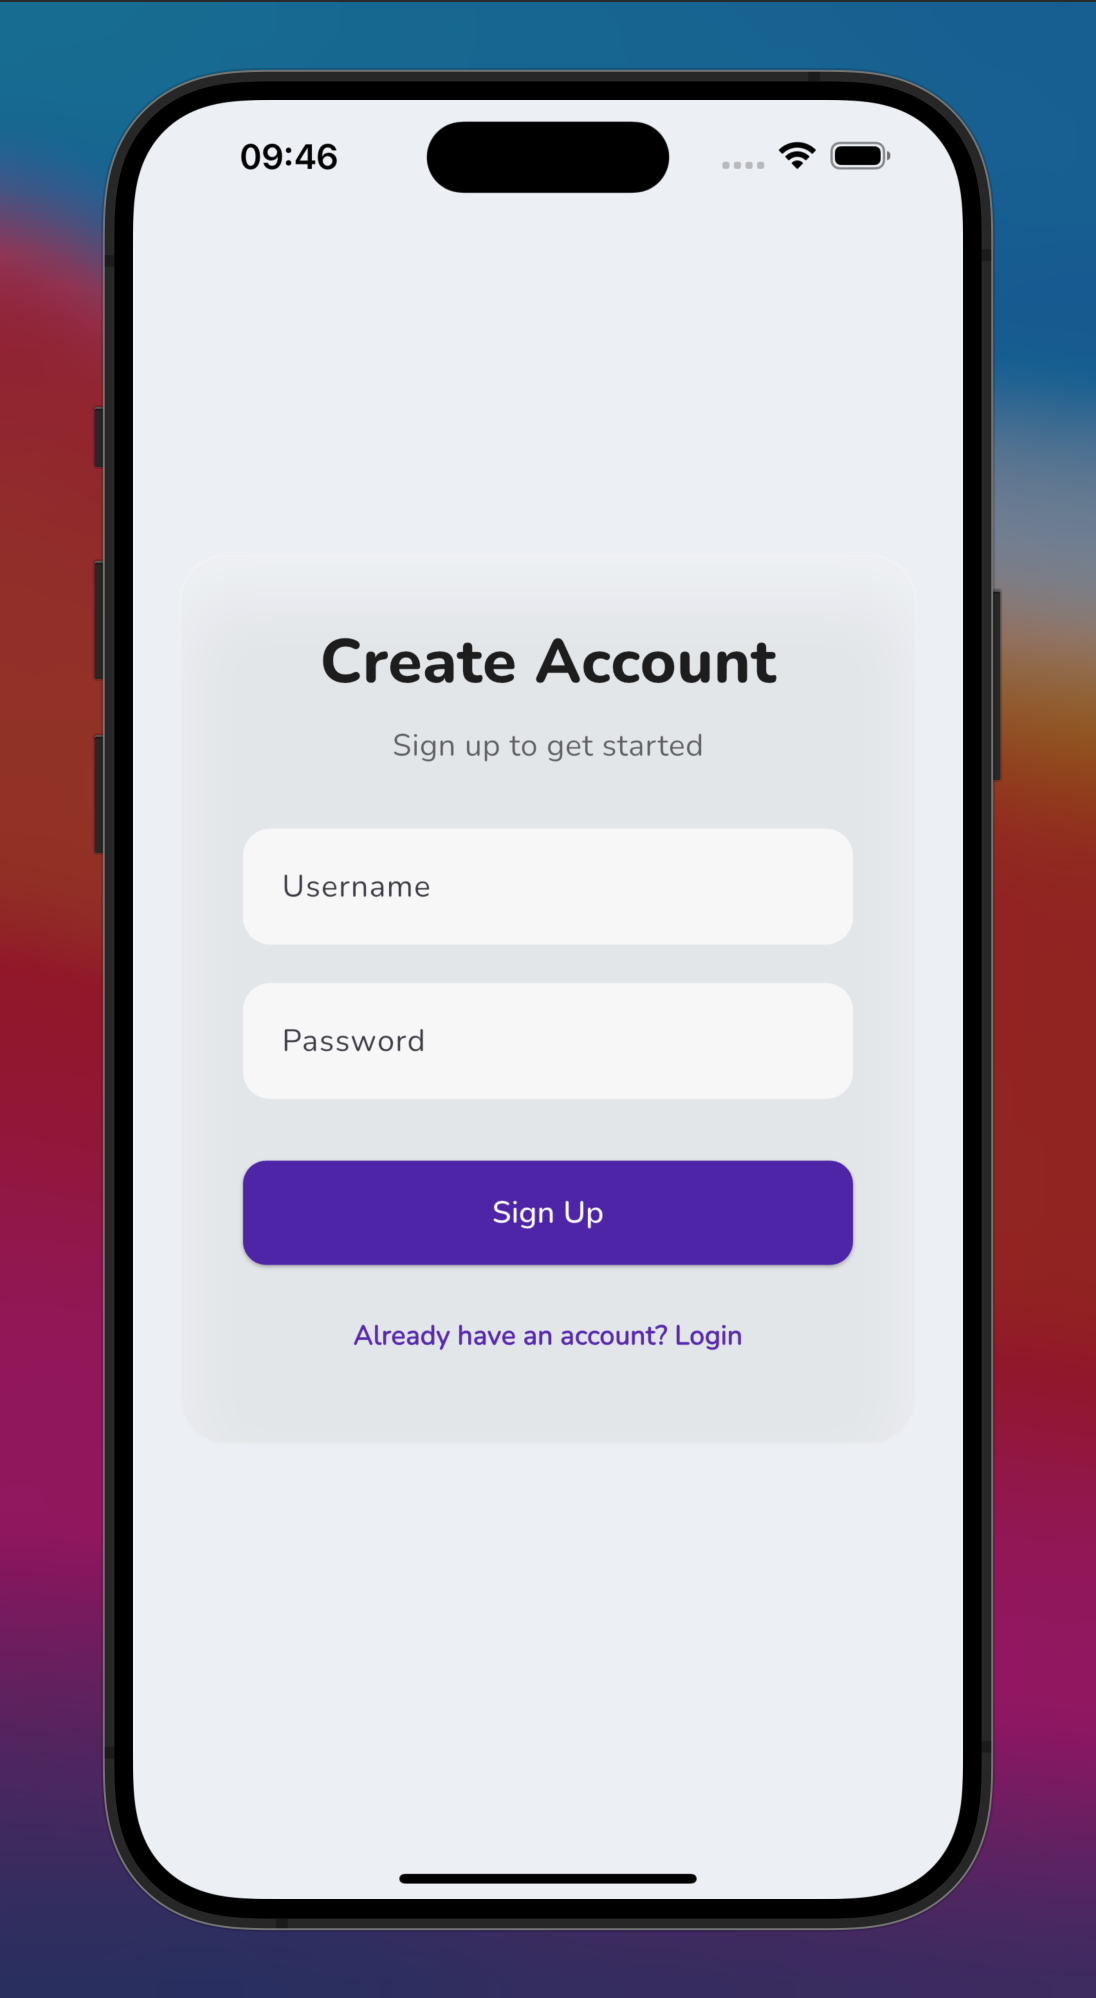 09:46
Create Account
Sign up to get started
Username
Password
Sign Up
Already have an account? Login